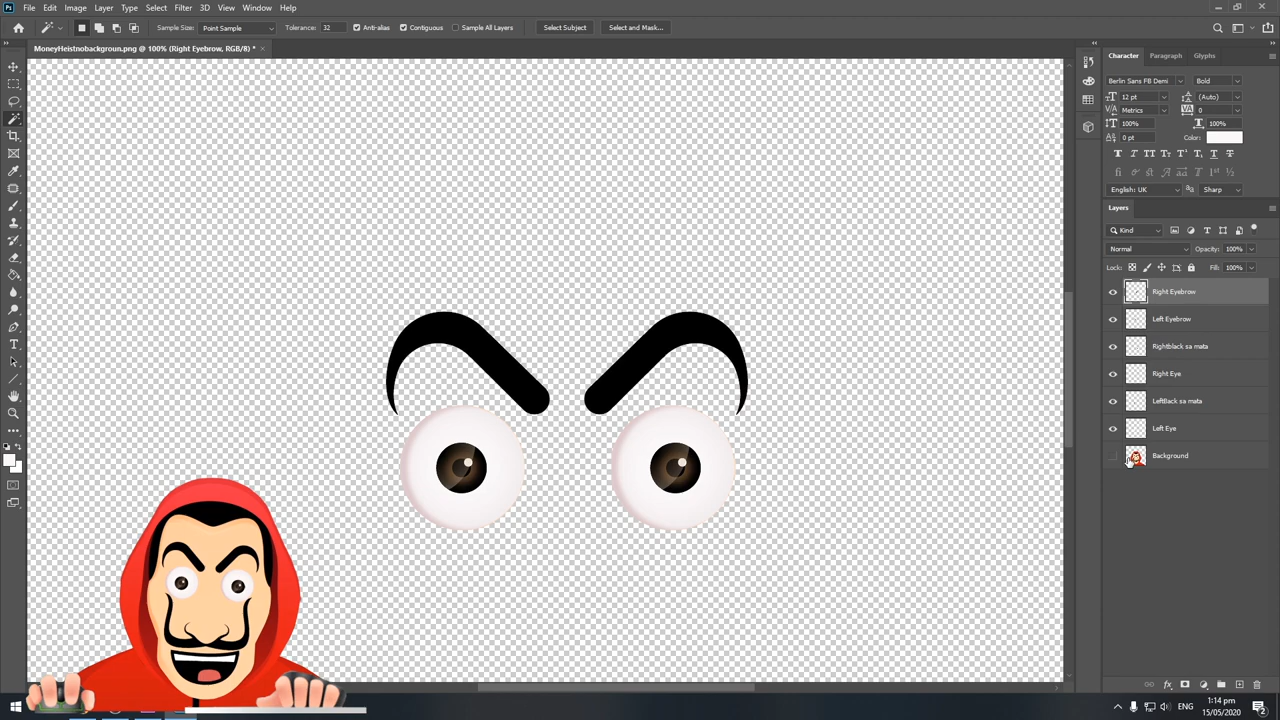 Ps File Edit Image Layer Type Select Filter 3D View Window Help
Sample Size: Point Sample Tolerance: 32 Anti-alias Contiguous Sample All Layers Select Subject Select and Mask...
MoneyHeistnobackgroun.png @ 100% (Right Eyebrow, RGB/8) *
Character Paragraph Glyphs
Berlin Sans FB Demi Bold
12 pt (Auto)
Metrics 0
100% 100%
0 pt Color:
English: UK Sharp
Layers
Kind
Normal Opacity: 100%
Lock: Fill: 100%
Right Eyebrow
Left Eyebrow
Rightblack sa mata
Right Eye
LeftBack sa mata
Left Eye
Background
ENG 1:14 pm
15/05/2020